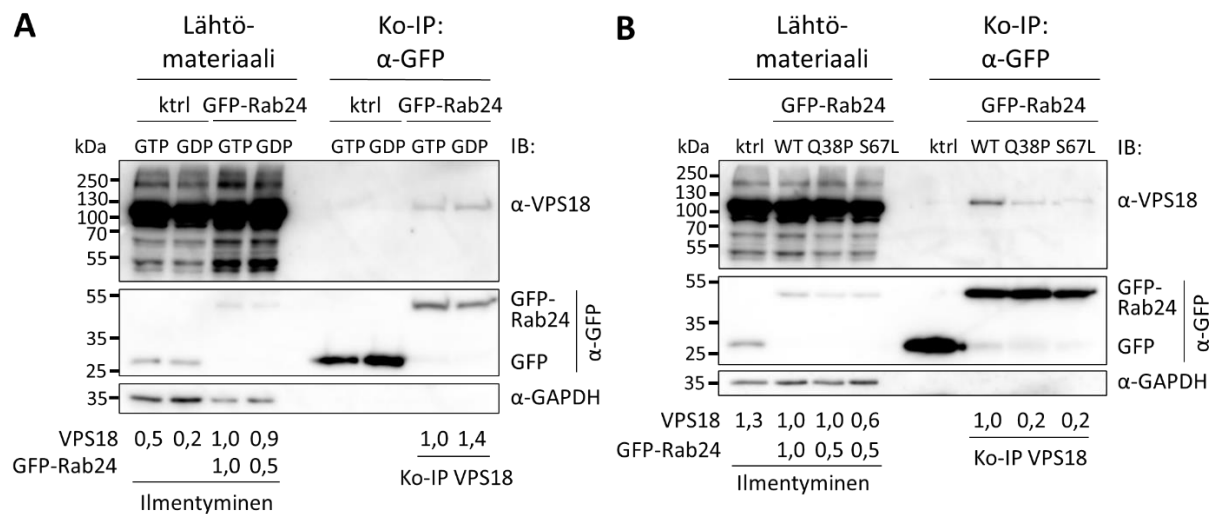 A
Lähtö-
materiaali
Ko-IP:
α-GFP
ktrl GFP-Rab24 ktrl GFP-Rab24
kDa GTP GDP GTP GDP GTP GDP GTP GDP IB:
250
130
100
70
55
α-VPS18
55
35
25
GFP-
Rab24
GFP
α-GFP
35
α-GAPDH
VPS18 0,5 0,2 1,0 0,9 1,0 1,4
GFP-Rab24 1,0 0,5 Ko-IP VPS18
Ilmentyminen
B
Lähtö-
materiaali
Ko-IP:
α-GFP
GFP-Rab24 GFP-Rab24
kDa ktrl WT Q38P S67L ktrl WT Q38P S67L IB:
250
130
100
70
55
α-VPS18
55
35
25
GFP-
Rab24
GFP
α-GFP
35
α-GAPDH
VPS18 1,3 1,0 1,0 0,6 1,0 0,2 0,2
GFP-Rab24 1,0 0,5 0,5 Ko-IP VPS18
Ilmentyminen